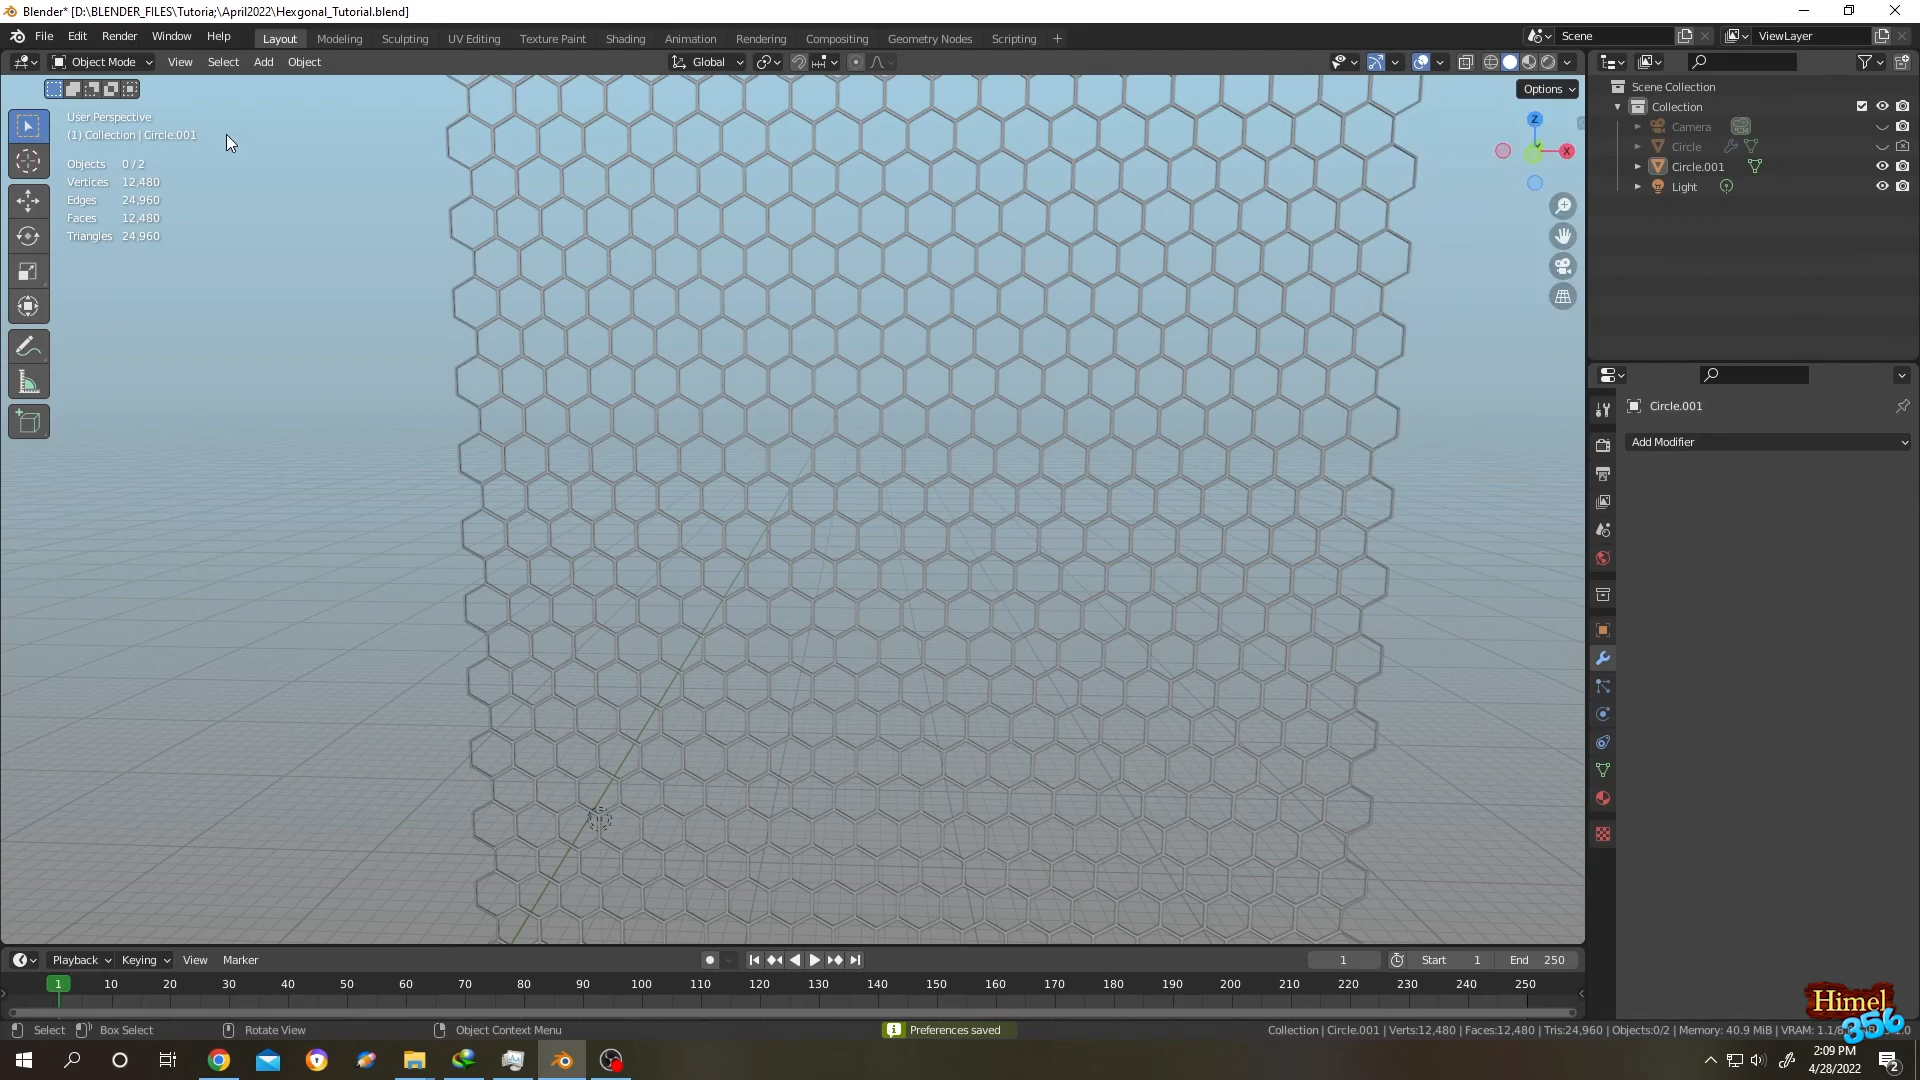 Blender* [D:\BLENDER_FILES\Tutoria;\April2022\Hexgonal_Tutorial.blend]
File Edit Render Window Help Layout Modeling Sculpting UV Editing Texture Paint Shading Animation Rendering Compositing Geometry Nodes Scripting + Scene ViewLayer
Object Mode View Select Add Object Global
Options
User Perspective
(1) Collection | Circle.001
Objects 0 / 2
Vertices 12,480
Edges 24,960
Faces 12,480
Triangles 24,960
Z
X
Scene Collection
Collection
Camera
Circle
Circle.001
Light
Circle.001
Add Modifier
Playback Keying View Marker 1 Start 1 End 250
1 10 20 30 40 50 60 70 80 90 100 110 120 130 140 150 160 170 180 190 200 210 220 230 240 250
Select Box Select Rotate View Object Context Menu Preferences saved Collection | Circle.001 | Verts:12,480 | Faces:12,480 | Tris:24,960 | Objects:0/2 | Memory: 40.9 MiB | VRAM:
Himel
356
2:09 PM
4/28/2022
2